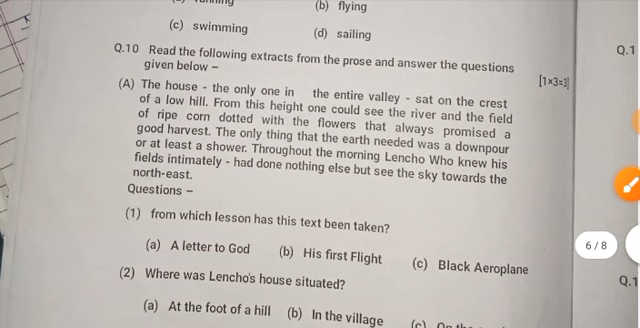 (b) flying
(c) swimming (d) sailing
Q.10 Read the following extracts from the prose and answer the questions
given below – [1×3=3]
(A) The house - the only one in the entire valley - sat on the crest
of a low hill. From this height one could see the river and the field
of ripe corn dotted with the flowers that always promised a
good harvest. The only thing that the earth needed was a downpour
or at least a shower. Throughout the morning Lencho Who knew his
fields intimately - had done nothing else but see the sky towards the
north-east.
Questions –
(1) from which lesson has this text been taken?
(a) A letter to God (b) His first Flight (c) Black Aeroplane
(2) Where was Lencho's house situated?
(a) At the foot of a hill (b) In the village (c)
Q.1
6 / 8
Q.1